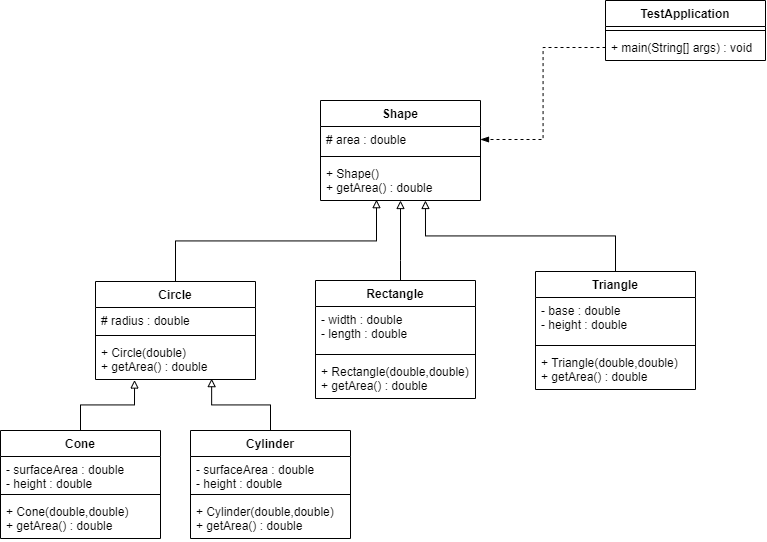 TestApplication
+ main(String[] args) : void
Shape
# area : double
+ Shape()
+ getArea() : double
Circle
# radius : double
+ Circle(double)
+ getArea() : double
Rectangle
- width : double
- length : double
+ Rectangle(double,double)
+ getArea() : double
Triangle
- base : double
- height : double
+ Triangle(double,double)
+ getArea() : double
Cone
- surfaceArea : double
- height : double
+ Cone(double,double)
+ getArea() : double
Cylinder
- surfaceArea : double
- height : double
+ Cylinder(double,double)
+ getArea() : double